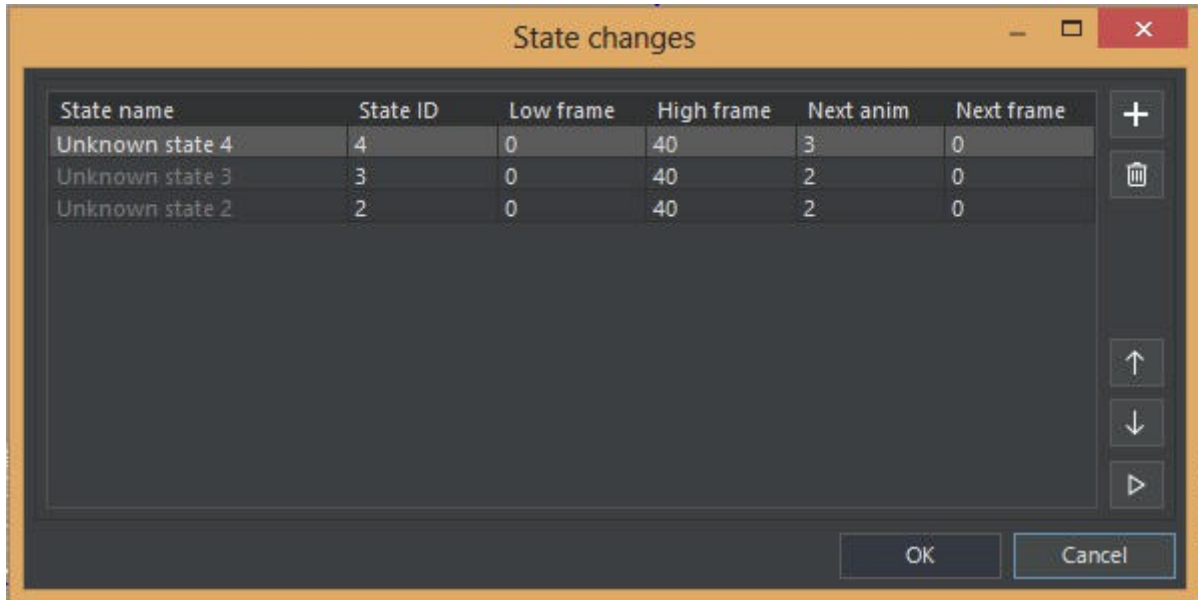 State changes
State name State ID Low frame High frame Next anim Next frame
Unknown state 4 4 0 40 3 0
Unknown state 3 3 0 40 2 0
Unknown state 2 2 0 40 2 0
OK Cancel